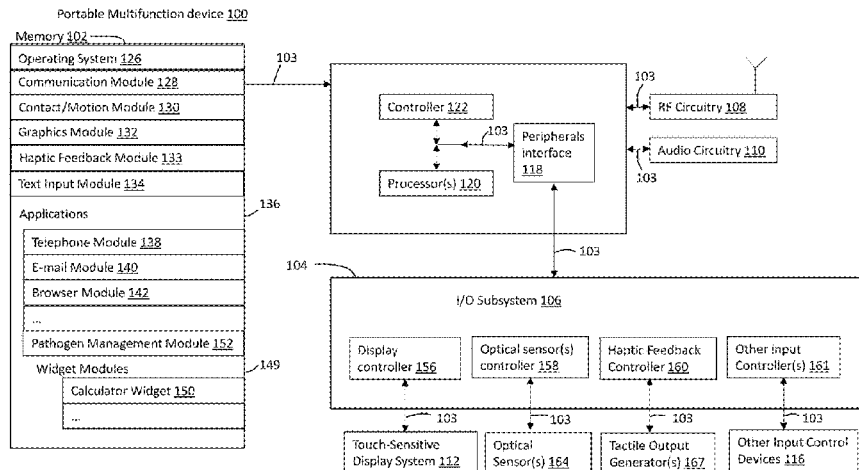 Portable Multifunction device 100
Memory 102
Operating System 126
Communication Module 128
Contact/Motion Module 130
Graphics Module 132
Haptic Feedback Module 133
Text Input Module 134
136
Applications
Telephone Module 138
E-mail Module 140
Browser Module 142
...
Pathogen Management Module 152
Widget Modules
149
Calculator Widget 150
...
103
Controller 122
103
Peripherals
interface
118
Processor(s) 120
103
RF Circuitry 108
Audio Circuitry 110
103
103
104
I/O Subsystem 106
Display
controller 156
Optical sensor(s)
controller 158
Haptic Feedback
Controller 160
Other Input
Controller(s) 161
103
103
103
103
Touch-Sensitive
Display System 112
Optical
Sensor(s) 164
Tactile Output
Generator(s) 167
Other Input Control
Devices 116